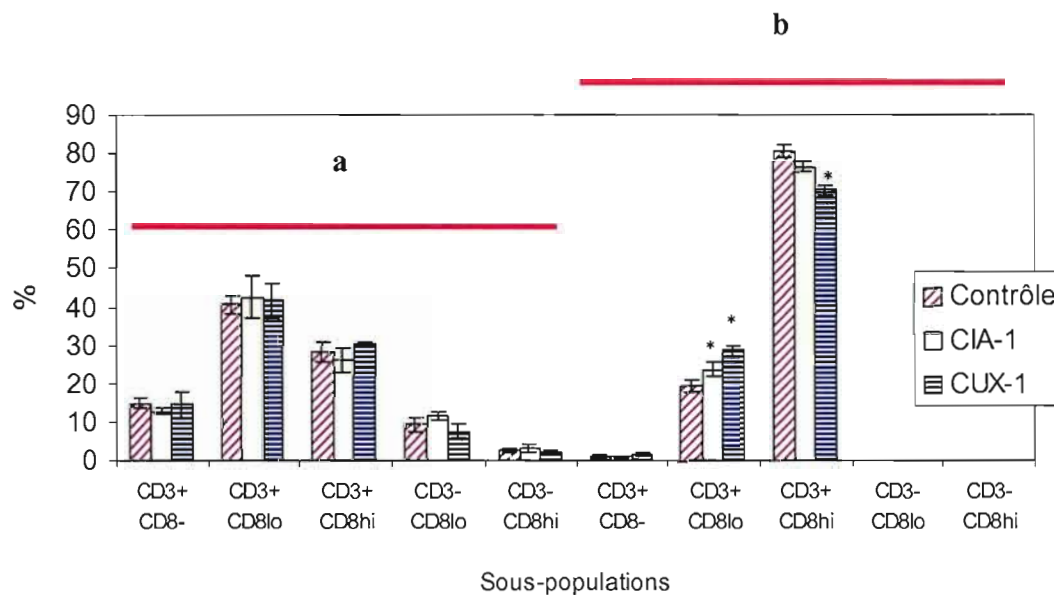 b
90
80
a
70
60
50
%
40
30
20
10
0
* * *
Contrôle
CIA-1
CUX-1
CD3+ CD3+ CD3+ CD3- CD3- CD3+ CD3+ CD3+ CD3- CD3-
CD8- CD8lo CD8hi CD8lo CD8hi CD8- CD8lo CD8hi CD8lo CD8hi
Sous-populations